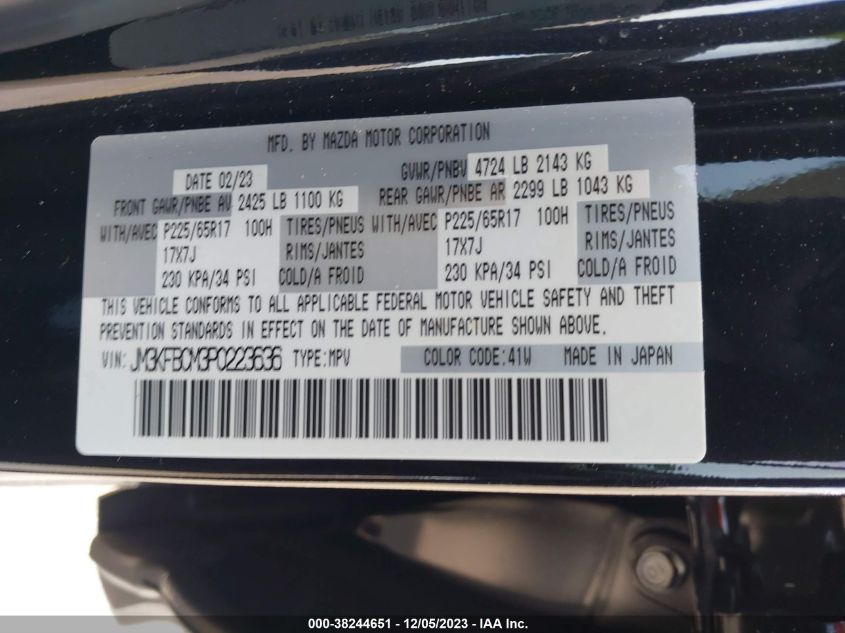 MFD. BY MAZDA MOTOR CORPORATION
DATE 02/23 GVWR/PNBV 4724 LB 2143 KG
FRONT GAWR/PNBE AV 2425 LB 1100 KG REAR GAWR/PNBE AR 2299 LB 1043 KG
WITH/AVEC P225/65R17 100H TIRES/PNEUS WITH/AVEC P225/65R17 100H TIRES/PNEUS
17X7J RIMS/JANTES 17X7J RIMS/JANTES
230 KPA/34 PSI COLD/A FROID 230 KPA/34 PSI COLD/A FROID
THIS VEHICLE CONFORMS TO ALL APPLICABLE FEDERAL MOTOR VEHICLE SAFETY AND THEFT
PREVENTION STANDARDS IN EFFECT ON THE DATE OF MANUFACTURE SHOWN ABOVE.
VIN: JM3KFBCM3P0223636 TYPE:MPV COLOR CODE:41W MADE IN JAPAN
000-38244651 - 12/05/2023 - IAA Inc.